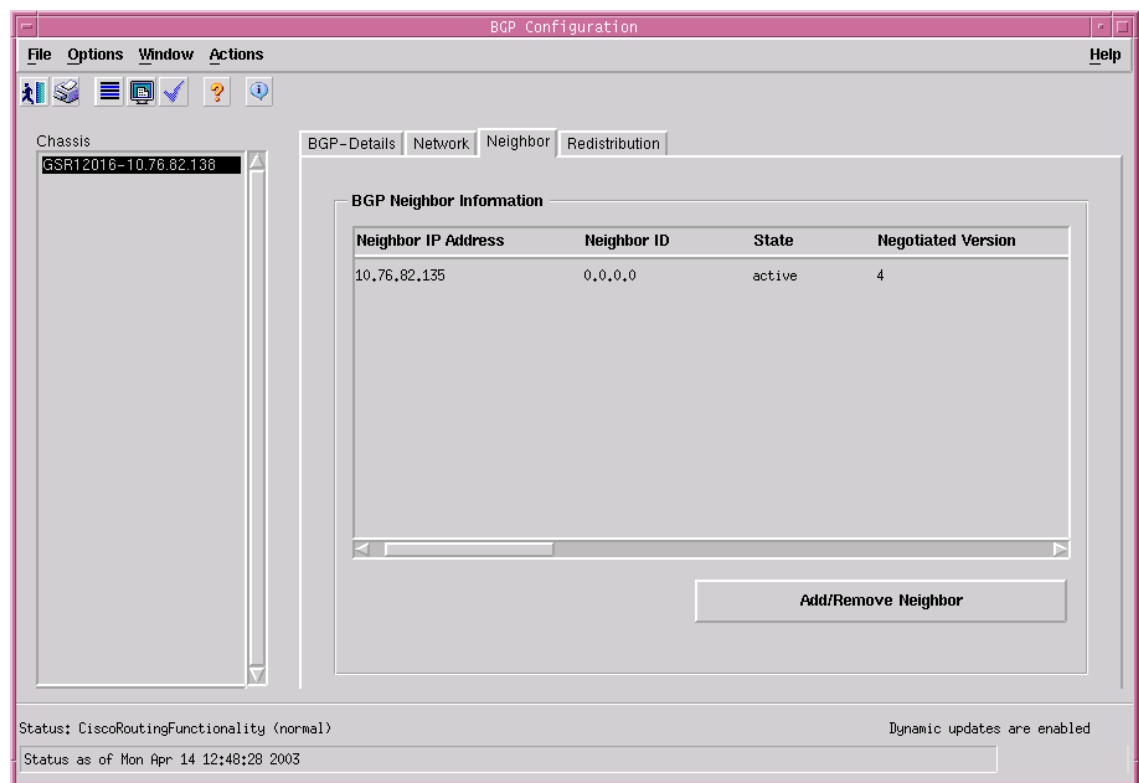 BGP Configuration
File Options Window Actions Help
Chassis
GSR12016-10.76.82.138
BGP-Details Network Neighbor Redistribution
BGP Neighbor Information
Neighbor IP Address Neighbor ID State Negotiated Version
10.76.82.135 0.0.0.0 active 4
Add/Remove Neighbor
Status: CiscoRoutingFunctionality (normal) Dynamic updates are enabled
Status as of Mon Apr 14 12:48:28 2003